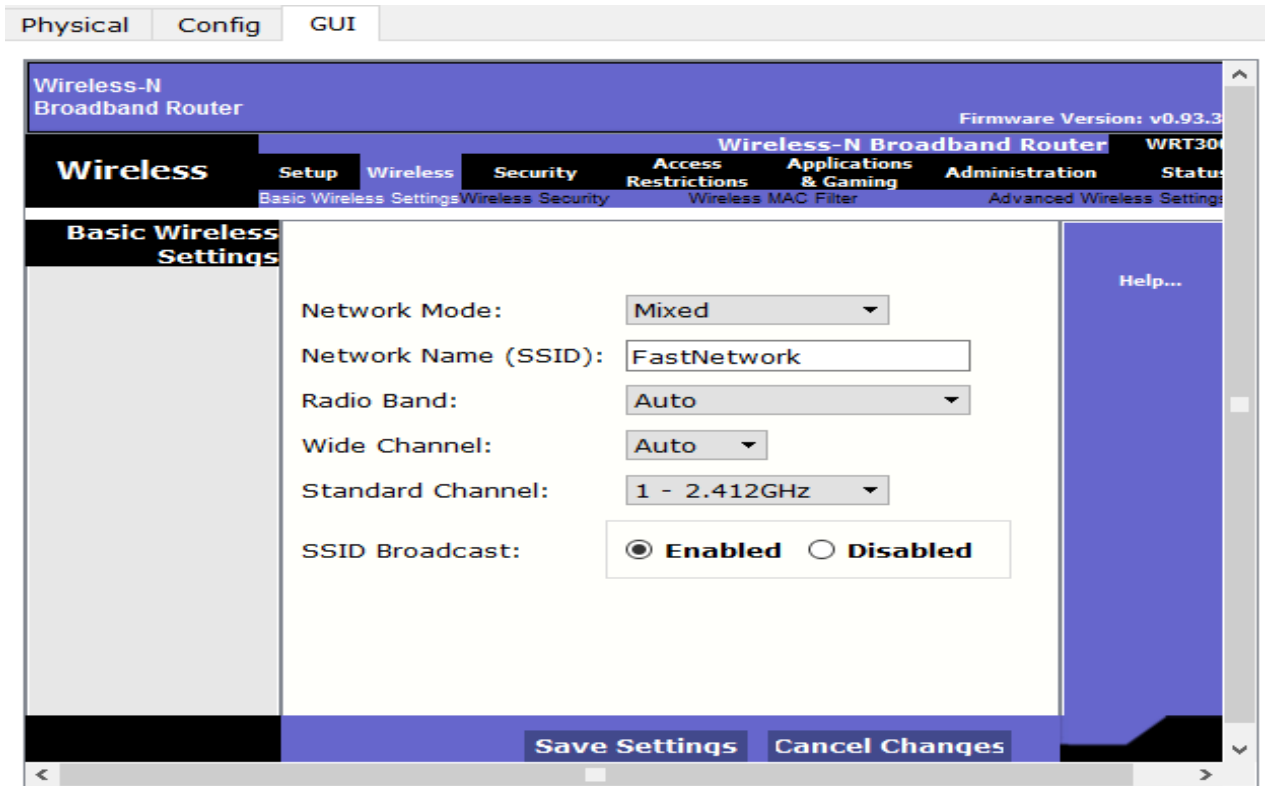 Physical Config GUI
Wireless-N
Broadband Router
Firmware Version: v0.93.3
Wireless-N Broadband Router WRT300
Wireless
Setup Wireless Security Access Restrictions Applications & Gaming Administration Status
Basic Wireless Settings Wireless Security Wireless MAC Filter Advanced Wireless Settings
Basic Wireless
Settings
Help...
Network Mode: Mixed
Network Name (SSID): FastNetwork
Radio Band: Auto
Wide Channel: Auto
Standard Channel: 1 - 2.412GHz
SSID Broadcast: Enabled Disabled
Save Settings Cancel Changes